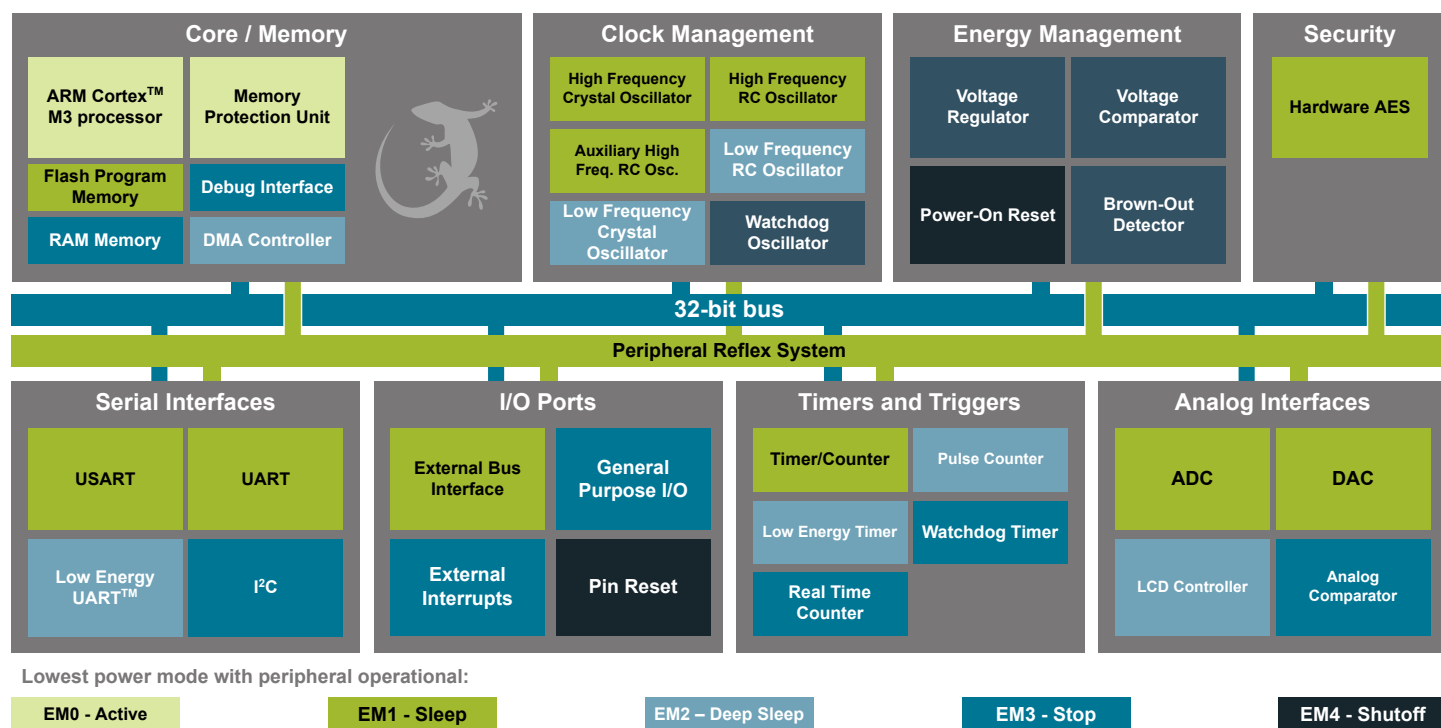 Core / Memory
ARM Cortex™
M3 processor
Memory
Protection Unit
Flash Program
Memory
Debug Interface
RAM Memory
DMA Controller
Clock Management
High Frequency
Crystal Oscillator
High Frequency
RC Oscillator
Auxiliary High
Freq. RC Osc.
Low Frequency
RC Oscillator
Low Frequency
Crystal
Oscillator
Watchdog
Oscillator
Energy Management
Voltage
Regulator
Voltage
Comparator
Power-On Reset
Brown-Out
Detector
Security
Hardware AES
32-bit bus
Peripheral Reflex System
Serial Interfaces
USART
UART
Low Energy
UART™
I²C
I/O Ports
External Bus
Interface
General
Purpose I/O
External
Interrupts
Pin Reset
Timers and Triggers
Timer/Counter
Pulse Counter
Low Energy Timer
Watchdog Timer
Real Time
Counter
Analog Interfaces
ADC
DAC
LCD Controller
Analog
Comparator
Lowest power mode with peripheral operational:
EM0 - Active
EM1 - Sleep
EM2 – Deep Sleep
EM3 - Stop
EM4 - Shutoff